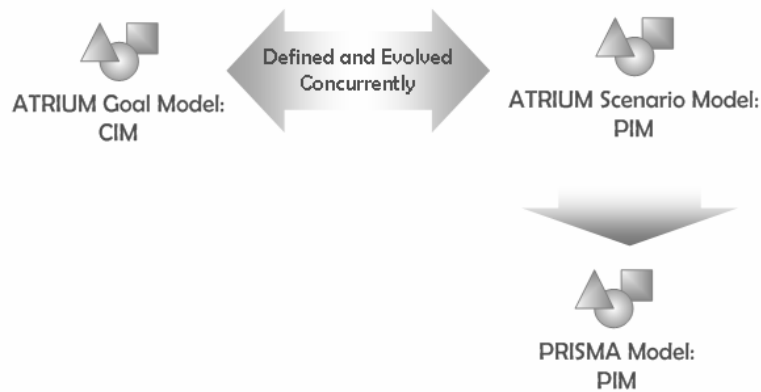 ATRIUM Goal Model:
CIM
Defined and Evolved
Concurrently
ATRIUM Scenario Model:
PIM
PRISMA Model:
PIM